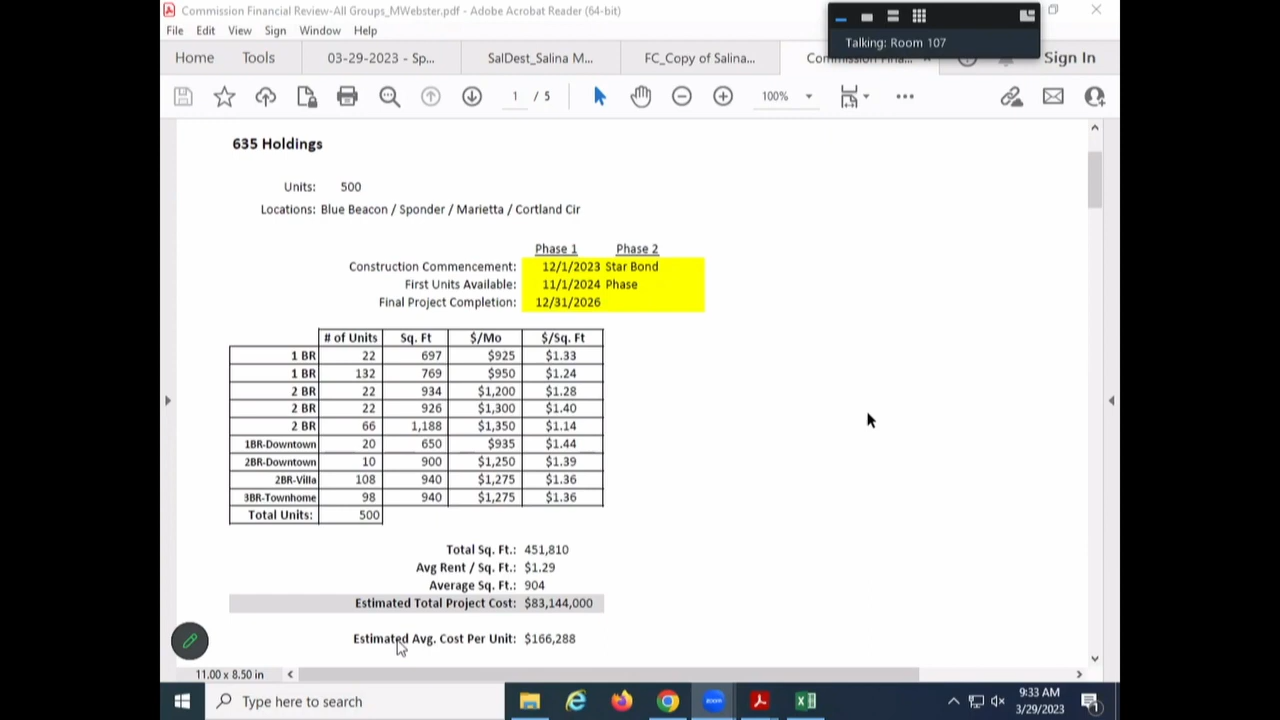 Commission Financial Review-All Groups_MWebster.pdf - Adobe Acrobat Reader (64-bit)
File Edit View Sign Window Help
Talking: Room 107
Home Tools 03-29-2023 - Sp... SalDest_Salina M... FC_Copy of Salina... Sign In
1 / 5 100%
635 Holdings
Units: 500
Locations: Blue Beacon / Sponder / Marietta / Cortland Cir
Phase 1 Phase 2
Construction Commencement: 12/1/2023 Star Bond
First Units Available: 11/1/2024 Phase
Final Project Completion: 12/31/2026
# of Units Sq. Ft $/Mo $/Sq. Ft
1 BR 22 697 $925 $1.33
1 BR 132 769 $950 $1.24
2 BR 22 934 $1,200 $1.28
2 BR 22 926 $1,300 $1.40
2 BR 66 1,188 $1,350 $1.14
1BR-Downtown 20 650 $935 $1.44
2BR-Downtown 10 900 $1,250 $1.39
2BR-Villa 108 940 $1,275 $1.36
3BR-Townhome 98 940 $1,275 $1.36
Total Units: 500
Total Sq. Ft.: 451,810
Avg Rent / Sq. Ft.: $1.29
Average Sq. Ft.: 904
Estimated Total Project Cost: $83,144,000
Estimated Avg. Cost Per Unit: $166,288
11.00 x 8.50 in
Type here to search
9:33 AM
3/29/2023